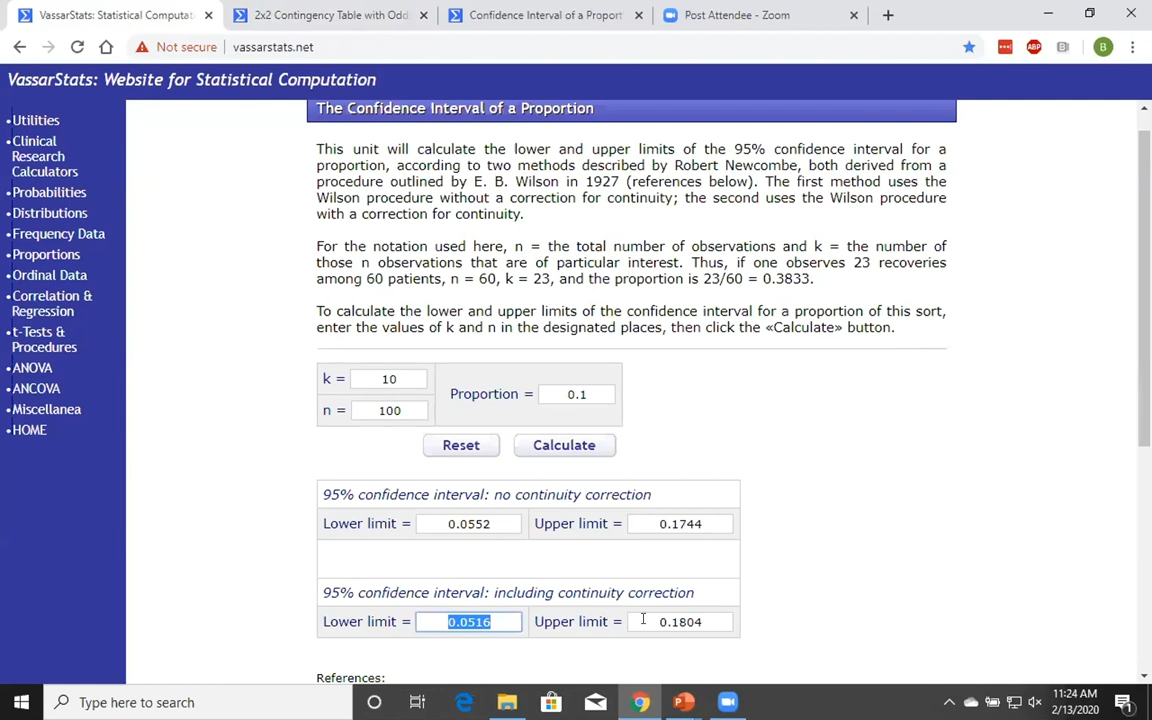 VassarStats: Statistical Computat
2x2 Contingency Table with Odd
Confidence Interval of a Proport
Post Attendee - Zoom
Not secure
vassarstats.net
ABP
B
B
VassarStats: Website for Statistical Computation
•Utilities
•Clinical
Research
Calculators
•Probabilities
•Distributions
•Frequency Data
•Proportions
•Ordinal Data
•Correlation &
Regression
•t-Tests &
Procedures
•ANOVA
•ANCOVA
•Miscellanea
•HOME
The Confidence Interval of a Proportion
This unit will calculate the lower and upper limits of the 95% confidence interval for a
proportion, according to two methods described by Robert Newcombe, both derived from a
procedure outlined by E. B. Wilson in 1927 (references below). The first method uses the
Wilson procedure without a correction for continuity; the second uses the Wilson procedure
with a correction for continuity.
For the notation used here, n = the total number of observations and k = the number of
those n observations that are of particular interest. Thus, if one observes 23 recoveries
among 60 patients, n = 60, k = 23, and the proportion is 23/60 = 0.3833.
To calculate the lower and upper limits of the confidence interval for a proportion of this sort,
enter the values of k and n in the designated places, then click the «Calculate» button.
k = 10
n = 100
Proportion = 0.1
Reset
Calculate
95% confidence interval: no continuity correction
Lower limit = 0.0552 Upper limit = 0.1744
95% confidence interval: including continuity correction
Lower limit = 0.0516 Upper limit = 0.1804
References:
Type here to search
11:24 AM
2/13/2020
1